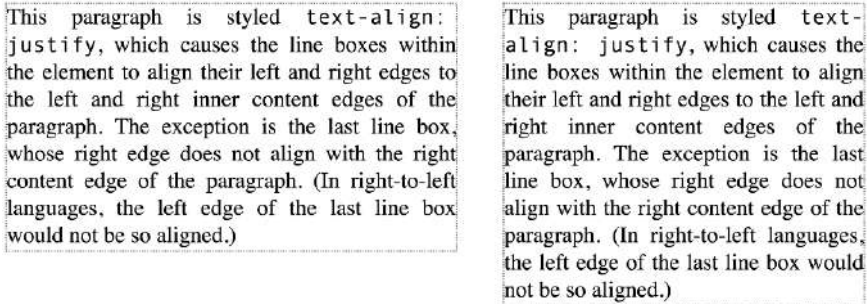 This paragraph is styled text-align:
justify, which causes the line boxes within
the element to align their left and right edges to
the left and right inner content edges of the
paragraph. The exception is the last line box,
whose right edge does not align with the right
content edge of the paragraph. (In right-to-left
languages, the left edge of the last line box
would not be so aligned.)
This paragraph is styled text-
align: justify, which causes the
line boxes within the element to align
their left and right edges to the left and
right inner content edges of the
paragraph. The exception is the last
line box, whose right edge does not
align with the right content edge of the
paragraph. (In right-to-left languages,
the left edge of the last line box would
not be so aligned.)